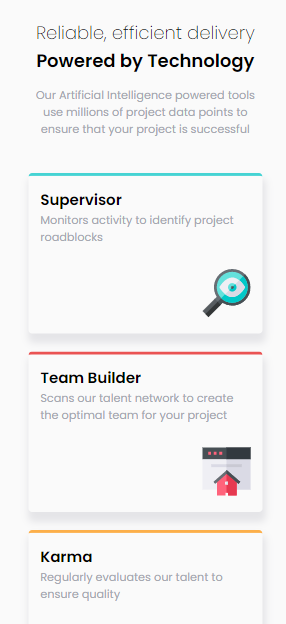 Reliable, efficient delivery
Powered by Technology
Our Artificial Intelligence powered tools
use millions of project data points to
ensure that your project is successful
Supervisor
Monitors activity to identify project
roadblocks
Team Builder
Scans our talent network to create
the optimal team for your project
Karma
Regularly evaluates our talent to
ensure quality